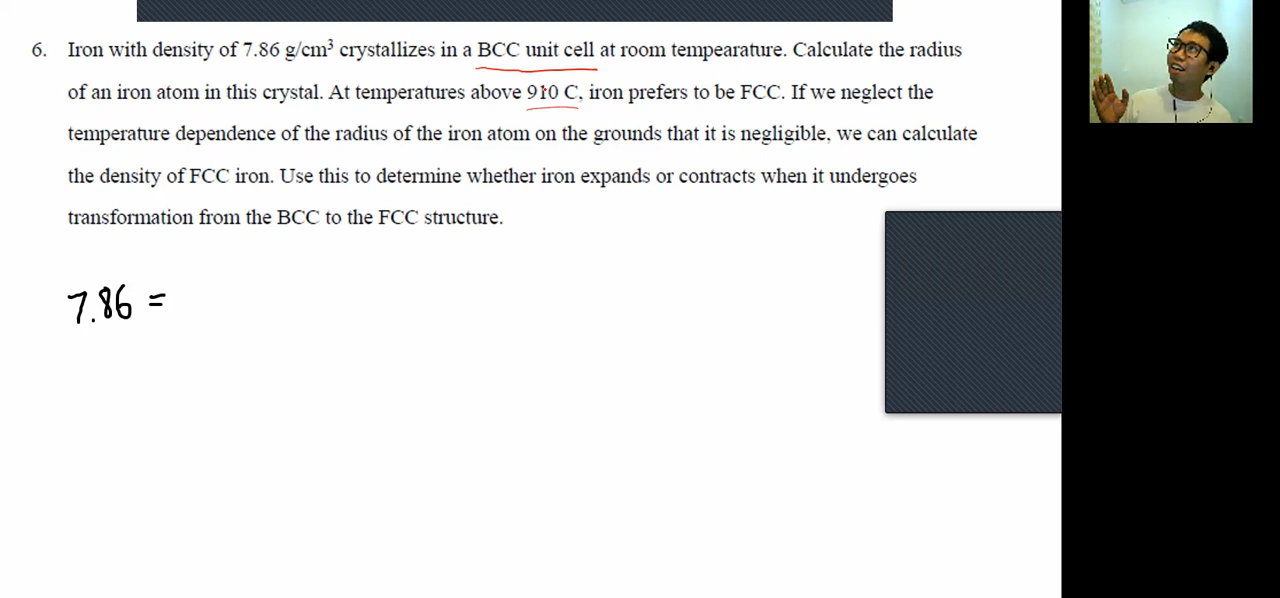 6. Iron with density of 7.86 g/cm³ crystallizes in a BCC unit cell at room tempearature. Calculate the radius
of an iron atom in this crystal. At temperatures above 910 C, iron prefers to be FCC. If we neglect the
temperature dependence of the radius of the iron atom on the grounds that it is negligible, we can calculate
the density of FCC iron. Use this to determine whether iron expands or contracts when it undergoes
transformation from the BCC to the FCC structure.
7.86 =